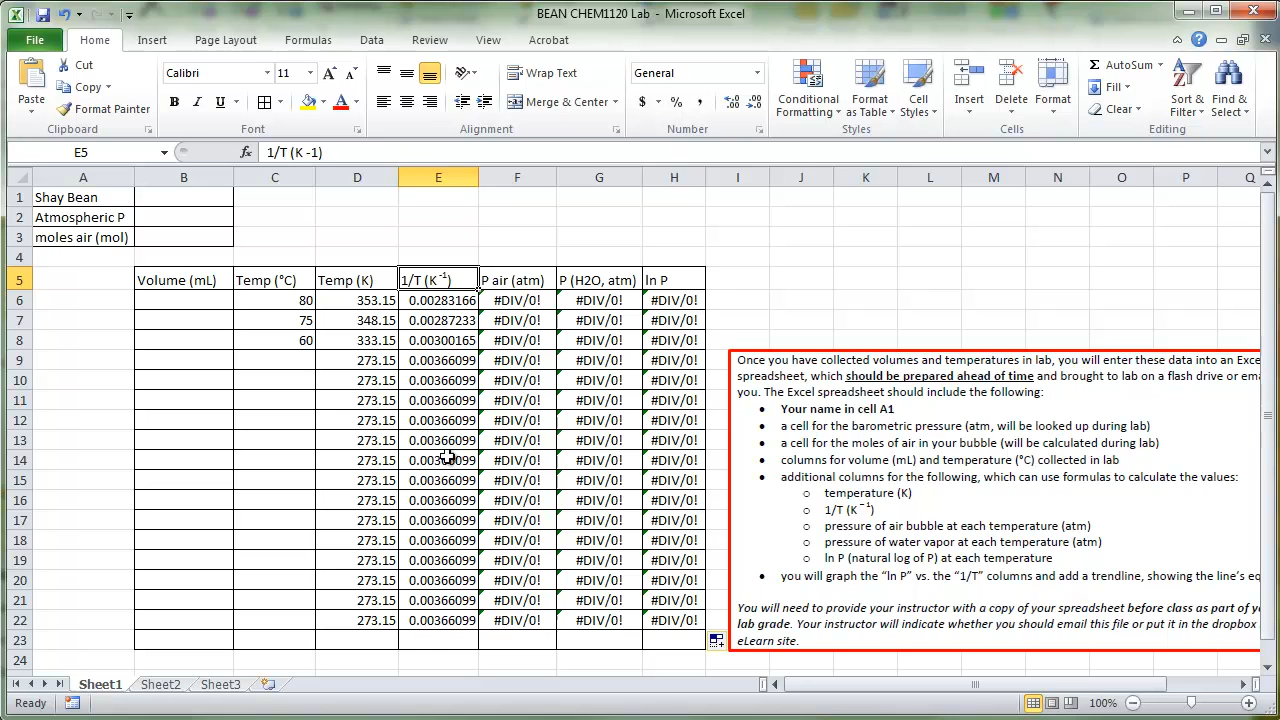 BEAN CHEM1120 Lab - Microsoft Excel
File Home Insert Page Layout Formulas Data Review View Acrobat
Paste Cut Calibri 11 Wrap Text General Conditional Formatting Format as Table Cell Styles Insert Delete Format AutoSum Sort & Filter Find & Select
Copy Fill
Format Painter B I U A Merge & Center $ % , Clear
Clipboard Font Alignment Number Styles Cells Editing
E5 fx 1/T (K -1)
A B C D E F G H I J K L M N O P Q
1 Shay Bean
2 Atmospheric P
3 moles air (mol)
4
5 Volume (mL) Temp (°C) Temp (K) 1/T (K⁻¹) P air (atm) P (H2O, atm) ln P
6 80 353.15 0.00283166 #DIV/0! #DIV/0! #DIV/0!
7 75 348.15 0.00287233 #DIV/0! #DIV/0! #DIV/0!
8 60 333.15 0.00300165 #DIV/0! #DIV/0! #DIV/0!
9 273.15 0.00366099 #DIV/0! #DIV/0! #DIV/0!
10 273.15 0.00366099 #DIV/0! #DIV/0! #DIV/0!
11 273.15 0.00366099 #DIV/0! #DIV/0! #DIV/0!
12 273.15 0.00366099 #DIV/0! #DIV/0! #DIV/0!
13 273.15 0.00366099 #DIV/0! #DIV/0! #DIV/0!
14 273.15 0.00366099 #DIV/0! #DIV/0! #DIV/0!
15 273.15 0.00366099 #DIV/0! #DIV/0! #DIV/0!
16 273.15 0.00366099 #DIV/0! #DIV/0! #DIV/0!
17 273.15 0.00366099 #DIV/0! #DIV/0! #DIV/0!
18 273.15 0.00366099 #DIV/0! #DIV/0! #DIV/0!
19 273.15 0.00366099 #DIV/0! #DIV/0! #DIV/0!
20 273.15 0.00366099 #DIV/0! #DIV/0! #DIV/0!
21 273.15 0.00366099 #DIV/0! #DIV/0! #DIV/0!
22 273.15 0.00366099 #DIV/0! #DIV/0! #DIV/0!
23
24
Once you have collected volumes and temperatures in lab, you will enter these data into an Exce
spreadsheet, which should be prepared ahead of time and brought to lab on a flash drive or ema
you. The Excel spreadsheet should include the following:
• Your name in cell A1
• a cell for the barometric pressure (atm, will be looked up during lab)
• a cell for the moles of air in your bubble (will be calculated during lab)
• columns for volume (mL) and temperature (°C) collected in lab
• additional columns for the following, which can use formulas to calculate the values:
o temperature (K)
o 1/T (K⁻¹)
o pressure of air bubble at each temperature (atm)
o pressure of water vapor at each temperature (atm)
o ln P (natural log of P) at each temperature
• you will graph the “ln P” vs. the “1/T” columns and add a trendline, showing the line’s eq
You will need to provide your instructor with a copy of your spreadsheet before class as part of y
lab grade. Your instructor will indicate whether you should email this file or put it in the dropbox
eLearn site.
Sheet1 Sheet2 Sheet3
Ready 100%